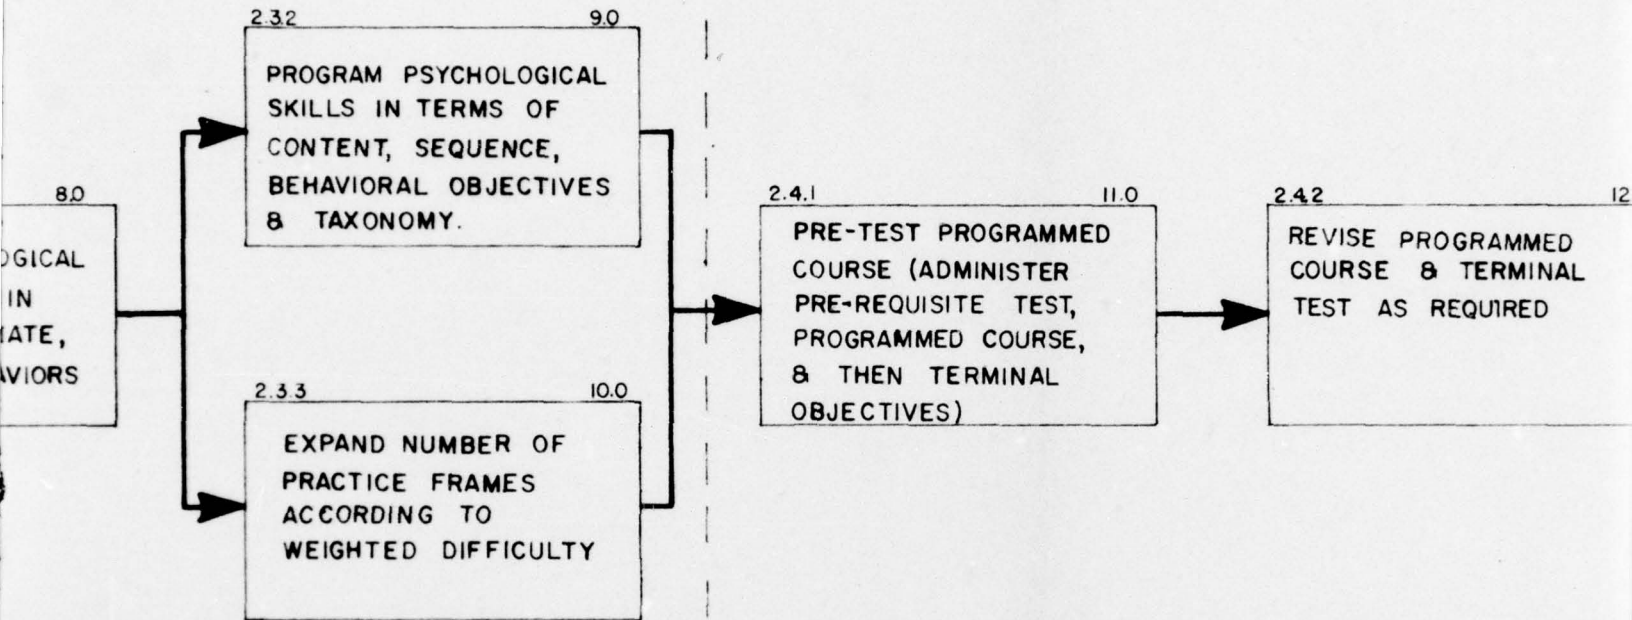 8.0
IN
2.3.2 9.0
PROGRAM PSYCHOLOGICAL
SKILLS IN TERMS OF
CONTENT, SEQUENCE,
BEHAVIORAL OBJECTIVES
& TAXONOMY.
2.3.3 10.0
EXPAND NUMBER OF
PRACTICE FRAMES
ACCORDING TO
WEIGHTED DIFFICULTY
2.4.1 11.0
PRE-TEST PROGRAMMED
COURSE (ADMINISTER
PRE-REQUISITE TEST,
PROGRAMMED COURSE,
& THEN TERMINAL
OBJECTIVES)
2.4.2 12
REVISE PROGRAMMED
COURSE & TERMINAL
TEST AS REQUIRED